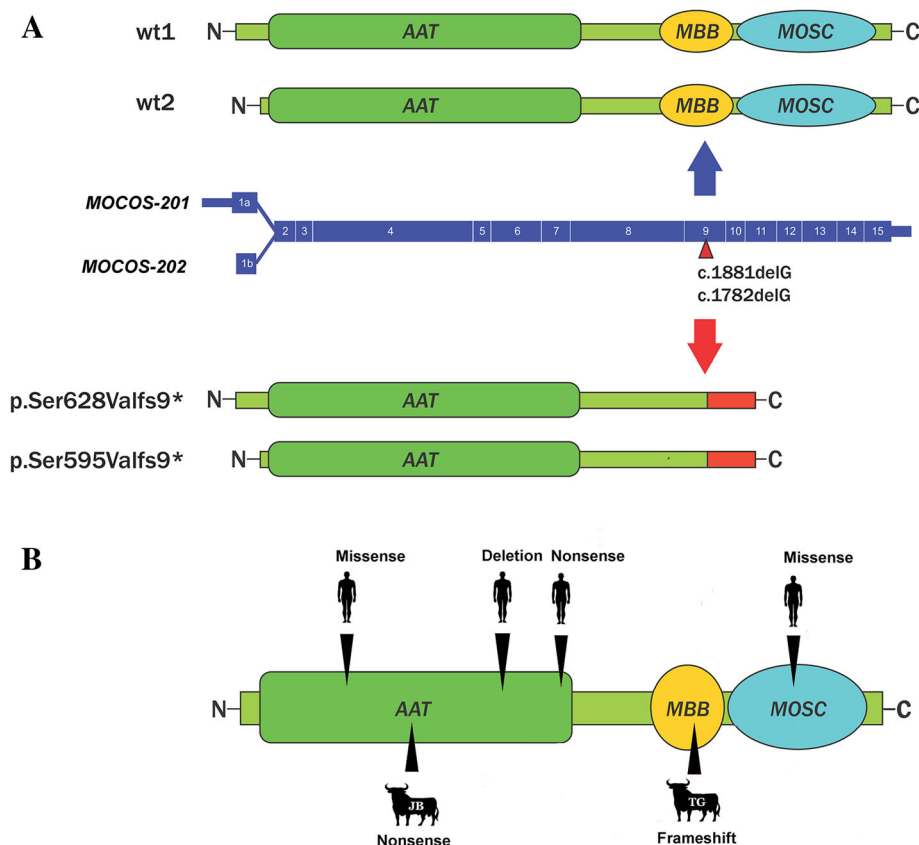 A
wt1 N AAT MBB MOSC C
wt2 N AAT MBB MOSC C
MOCOS-201 1a
2 3 4 5 6 7 8 9 10 11 12 13 14 15
MOCOS-202 1b
c.1881delG
c.1782delG
p.Ser628Valfs9* N AAT C
p.Ser595Valfs9* N AAT C
B
Missense Deletion Nonsense Missense
N AAT MBB MOSC C
JB TG
Nonsense Frameshift